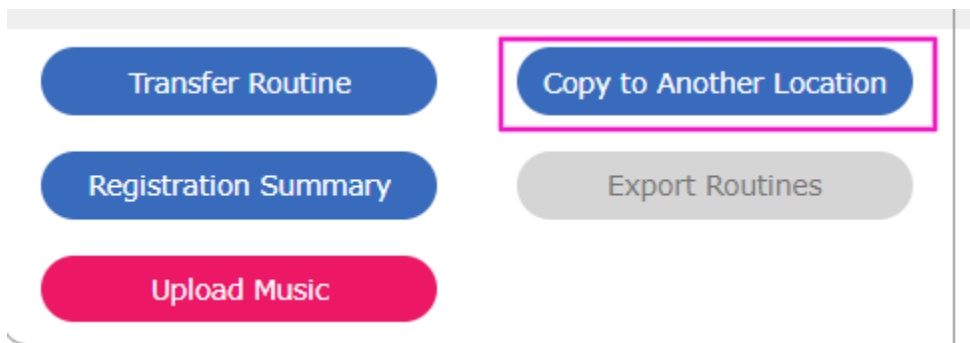 Transfer Routine
Copy to Another Location
Registration Summary
Export Routines
Upload Music